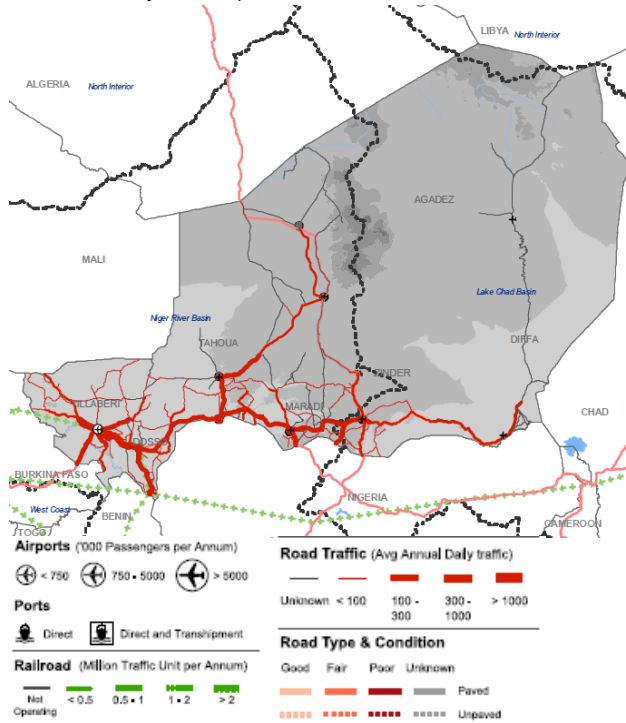 LIBYA
North Interior
ALGERIA
North Interior
AGADEZ
MALI
Lake Chad Basin
Niger River Basin
TAHOUA
DIFFA
ZINDER
TILLABERI
MARADI
DOSSO
CHAD
BURKINA FASO
NIGERIA
West Coast
BENIN
CAMEROON
TOGO
Airports ('000 Passengers per Annum)
< 750 750 - 5000 > 5000
Ports
Direct Direct and Transhipment
Railroad (Million Traffic Unit per Annum)
Not Operating < 0.5 0.5 - 1 1 - 2 > 2
Road Traffic (Avg Annual Daily traffic)
Unknown < 100 100 - 300 300 - 1000 > 1000
Road Type & Condition
Good Fair Poor Unknown
Paved
Unpaved